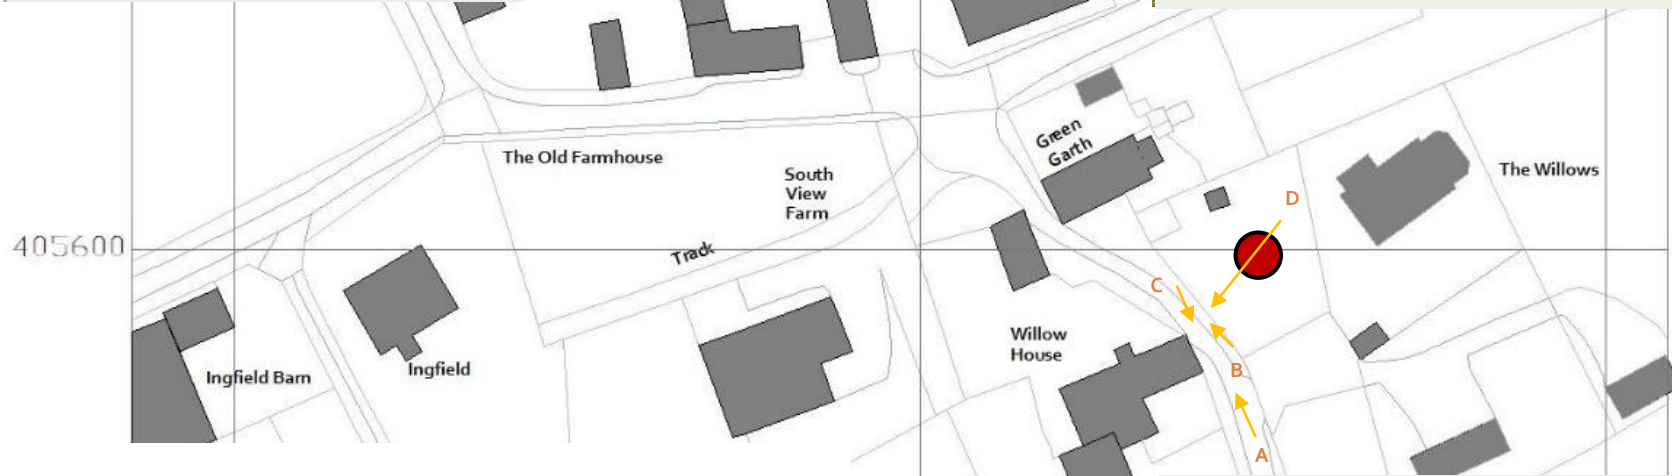 Green
Garth
The Old Farmhouse
South
View
Farm
The Willows
D
405600
Track
C
Willow
House
Ingfield Barn
Ingfield
B
A